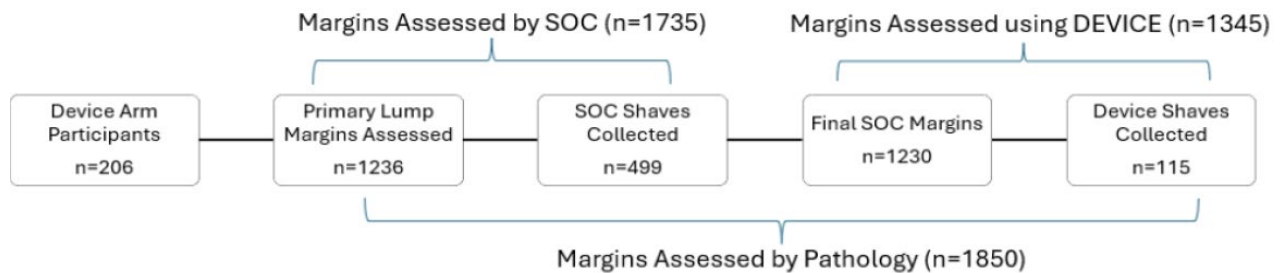 Margins Assessed by SOC (n=1735)
Margins Assessed using DEVICE (n=1345)
Device Arm
Participants
n=206
Primary Lump
Margins Assessed
n=1236
SOC Shaves
Collected
n=499
Final SOC Margins
n=1230
Device Shaves
Collected
n=115
Margins Assessed by Pathology (n=1850)